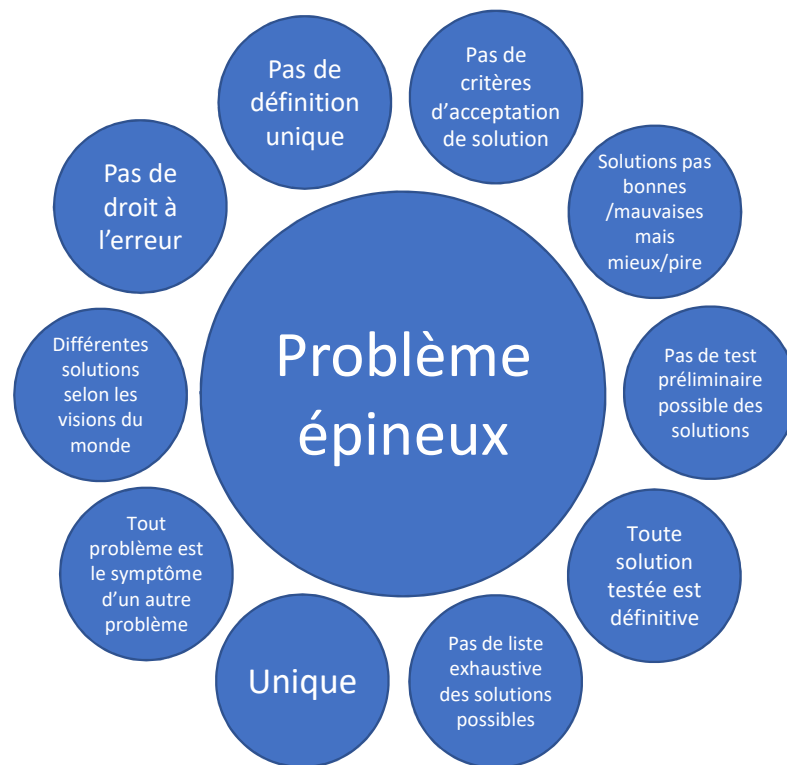 Pas de
définition
unique
Pas de
critères
d’acceptation
de solution
Solutions pas
bonnes
/mauvaises
mais
mieux/pire
Pas de test
préliminaire
possible des
solutions
Toute
solution
testée est
définitive
Pas de liste
exhaustive
des solutions
possibles
Unique
Tout
problème est
le symptôme
d’un autre
problème
Différentes
solutions
selon les
visions du
monde
Pas de
droit à
l’erreur
Problème
épineux